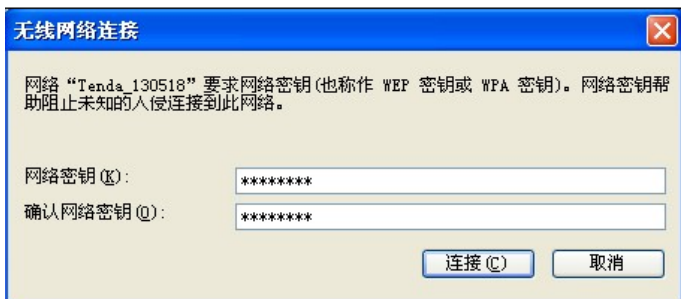 无线网络连接
网络“Tenda_130518”要求网络密钥(也称作 WEP 密钥或 WPA 密钥)。网络密钥帮
助阻止未知的人侵连接到此网络。
网络密钥(K): ********
确认网络密钥(O): ********
连接(C) 取消